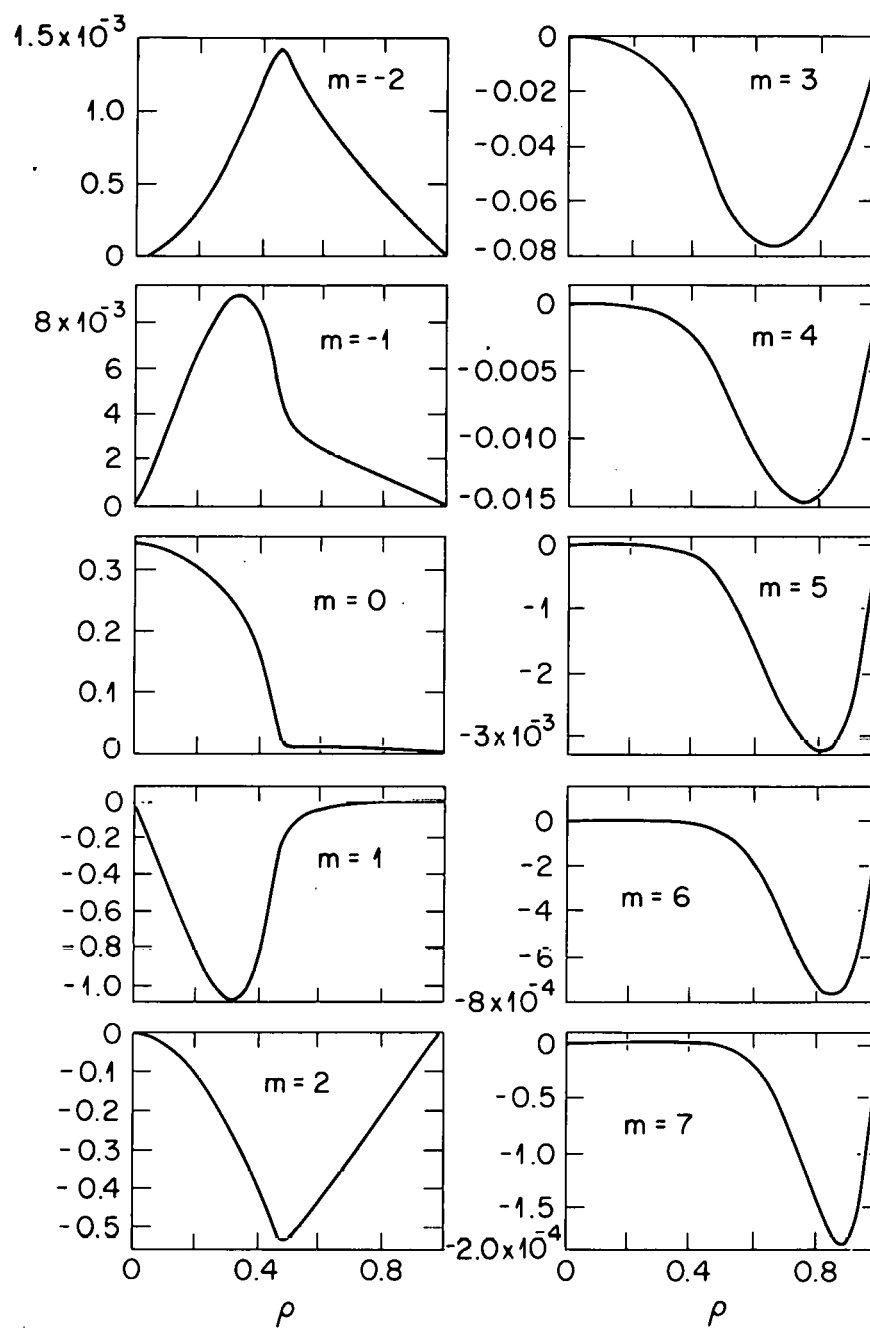 1.5x10⁻³
1.0
0.5
0
m = -2
8x10⁻³
6
4
2
0
m = -1
0.3
0.2
0.1
0
m = 0
0
-0.2
-0.4
-0.6
-0.8
-1.0
m = 1
0
-0.1
-0.2
-0.3
-0.4
-0.5
m = 2
0 0.4 0.8
ρ
0
-0.02
-0.04
-0.06
-0.08
m = 3
0
-0.005
-0.010
-0.015
m = 4
0
-1
-2
-3x10⁻³
m = 5
0
-2
-4
-6
-8x10⁻⁴
m = 6
0
-0.5
-1.0
-1.5
-2.0x10⁻⁴
m = 7
0 0.4 0.8
ρ